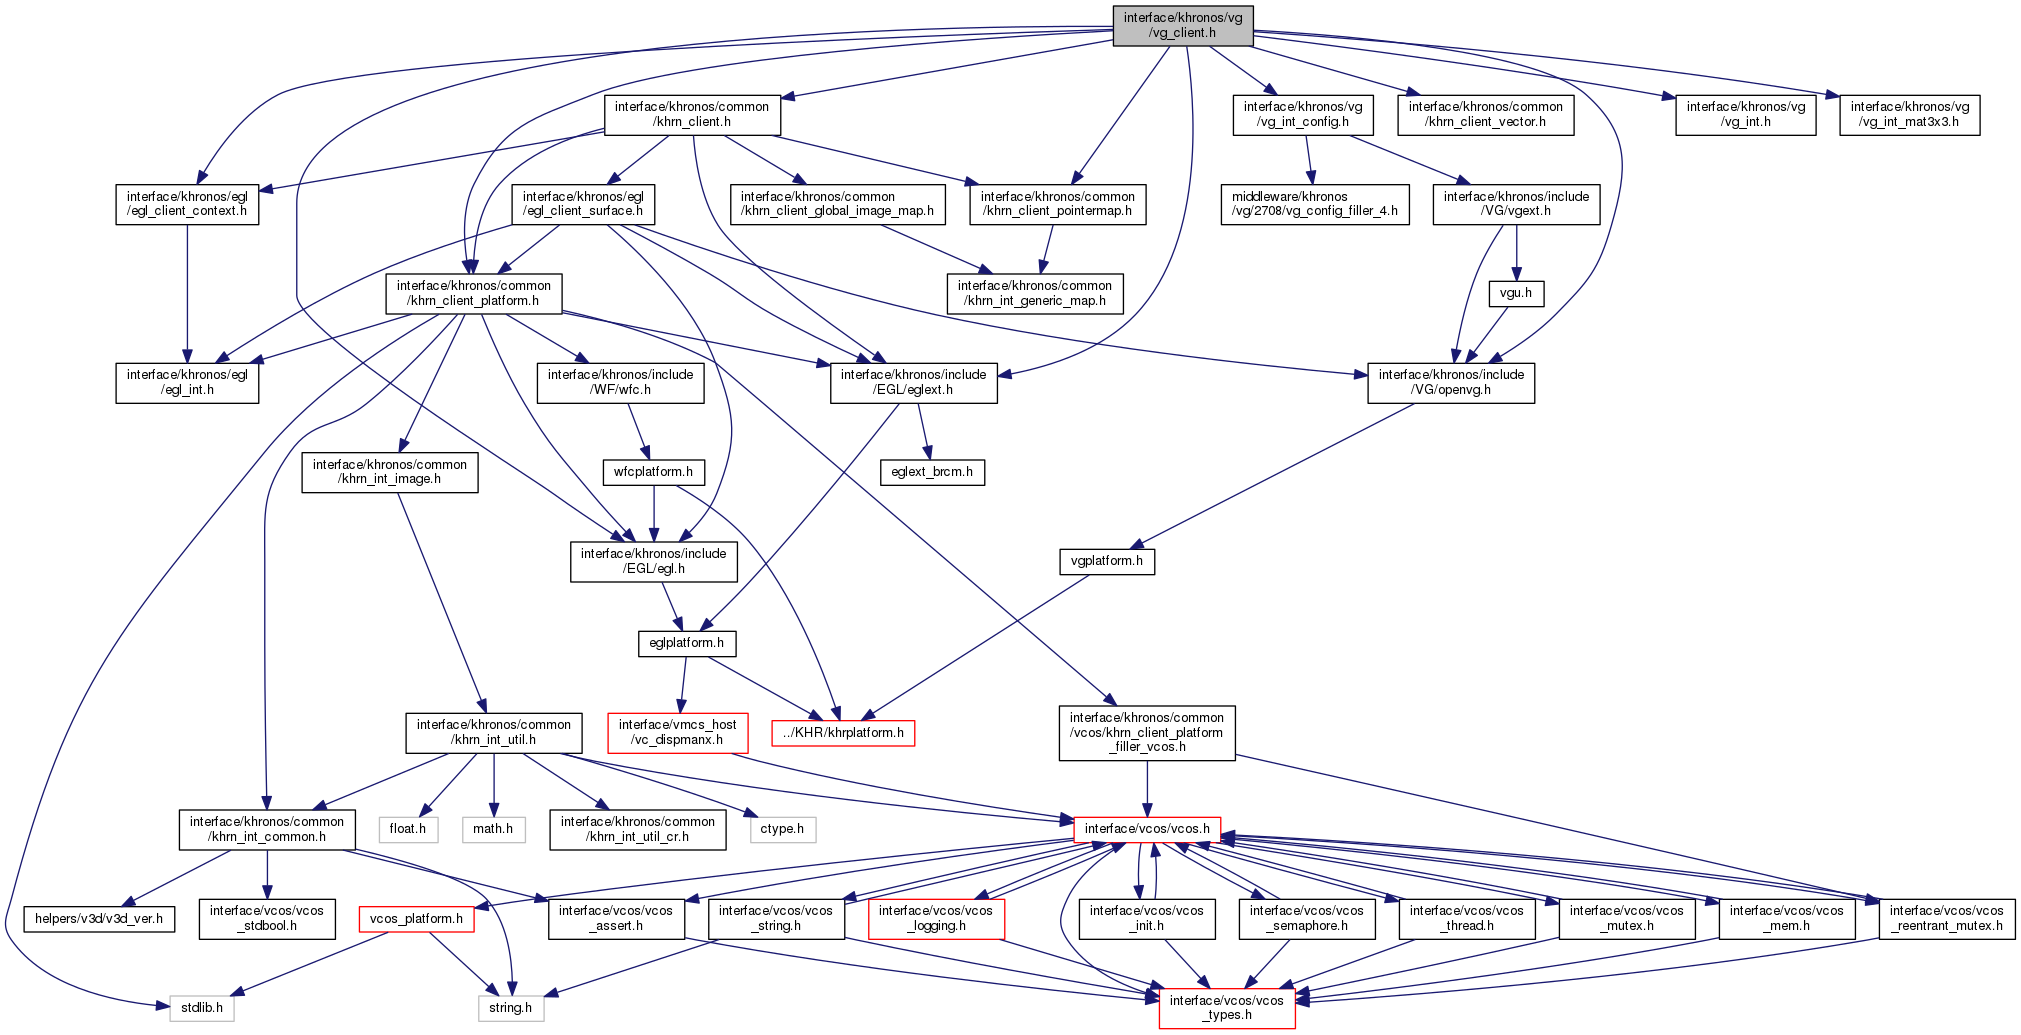 interface/khronos/vg
/vg_client.h
interface/khronos/common
/khrn_client.h
interface/khronos/vg
/vg_int_config.h
interface/khronos/common
/khrn_client_vector.h
interface/khronos/vg
/vg_int.h
interface/khronos/vg
/vg_int_mat3x3.h
interface/khronos/egl
/egl_client_context.h
interface/khronos/egl
/egl_client_surface.h
interface/khronos/common
/khrn_client_global_image_map.h
interface/khronos/common
/khrn_client_pointermap.h
middleware/khronos
/vg/2708/vg_config_filler_4.h
interface/khronos/include
/VG/vgext.h
interface/khronos/common
/khrn_client_platform.h
interface/khronos/common
/khrn_int_generic_map.h
vgu.h
interface/khronos/egl
/egl_int.h
interface/khronos/include
/WF/wfc.h
interface/khronos/include
/EGL/eglext.h
interface/khronos/include
/VG/openvg.h
interface/khronos/common
/khrn_int_image.h
wfcplatform.h
eglext_brcm.h
interface/khronos/include
/EGL/egl.h
vgplatform.h
eglplatform.h
interface/khronos/common
/khrn_int_util.h
interface/vmcs_host
/vc_dispmanx.h
../KHR/khrplatform.h
interface/khronos/common
/vcos/khrn_client_platform
_filler_vcos.h
interface/khronos/common
/khrn_int_common.h
float.h
math.h
interface/khronos/common
/khrn_int_util_cr.h
ctype.h
interface/vcos/vcos.h
helpers/v3d/v3d_ver.h
interface/vcos/vcos
_stdbool.h
vcos_platform.h
interface/vcos/vcos
_assert.h
interface/vcos/vcos
_string.h
interface/vcos/vcos
_logging.h
interface/vcos/vcos
_init.h
interface/vcos/vcos
_semaphore.h
interface/vcos/vcos
_thread.h
interface/vcos/vcos
_mutex.h
interface/vcos/vcos
_mem.h
interface/vcos/vcos
_reentrant_mutex.h
stdlib.h
string.h
interface/vcos/vcos
_types.h